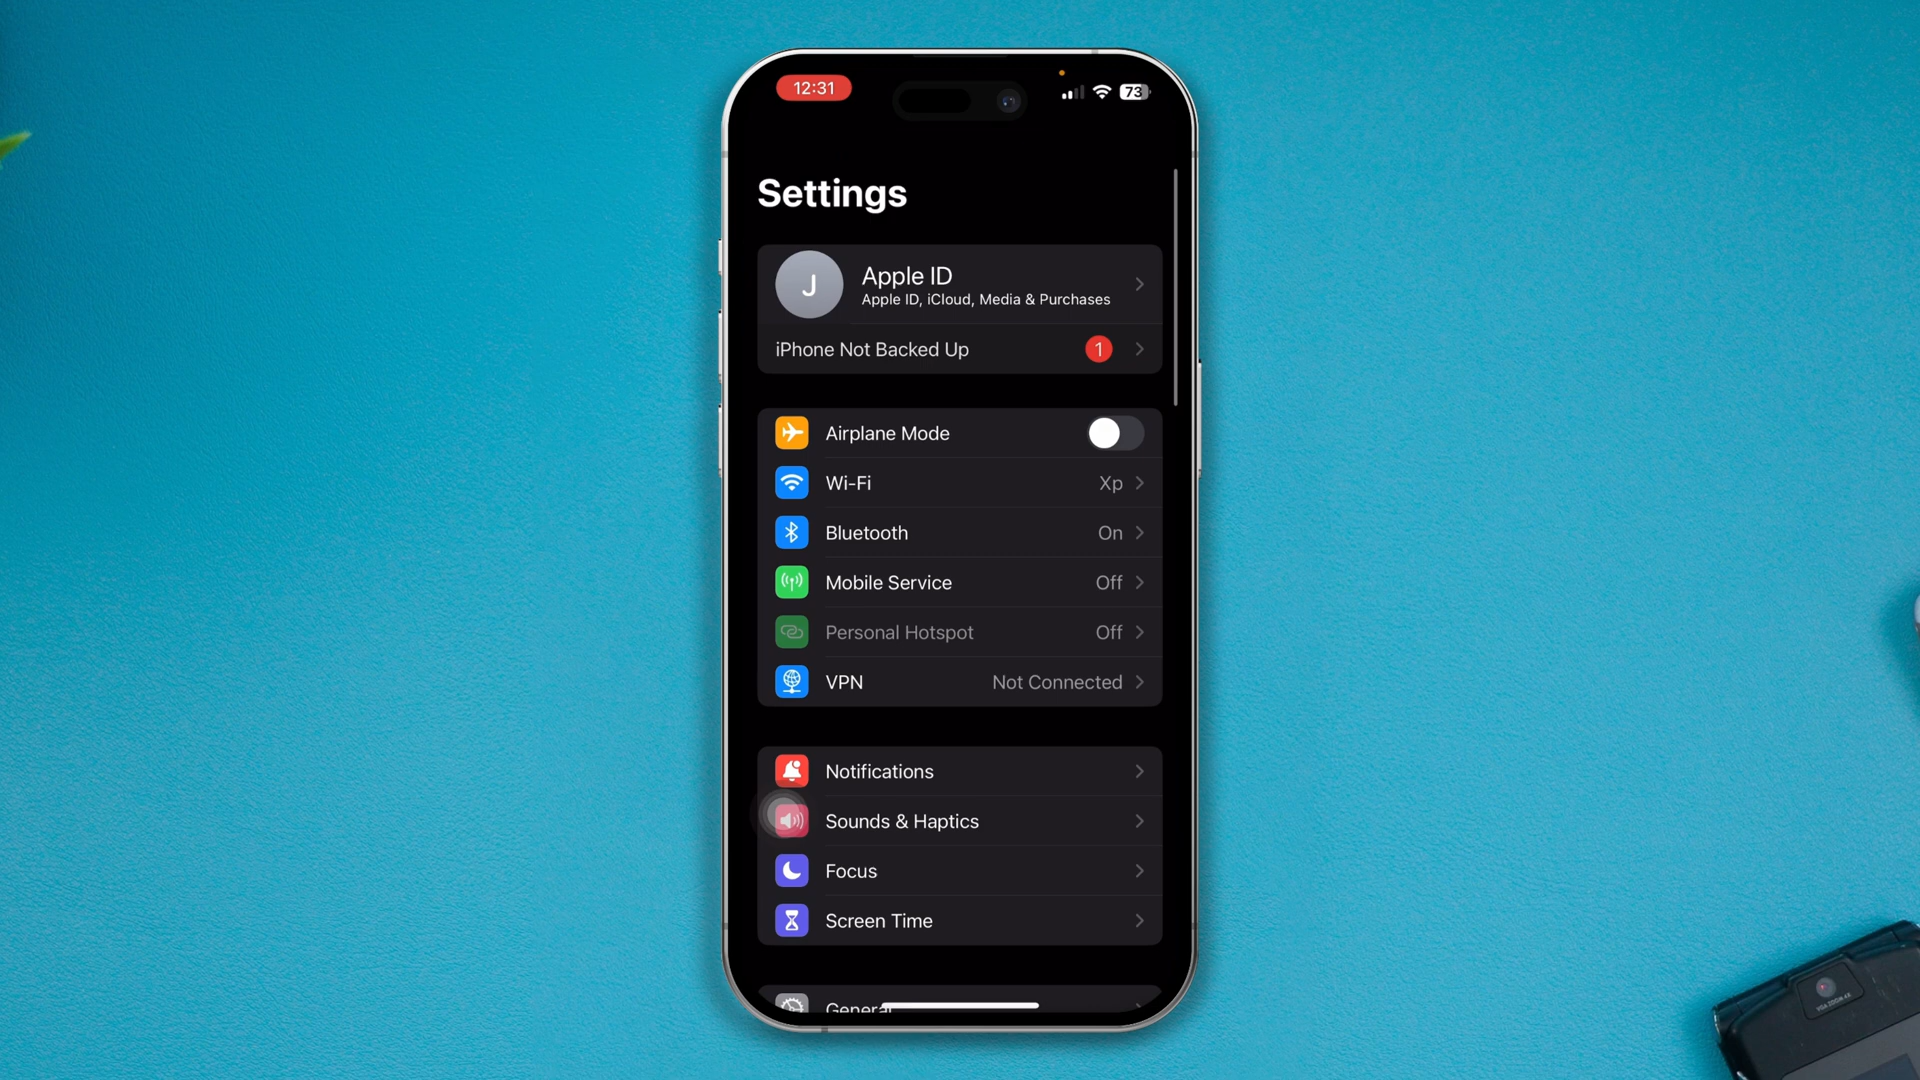 12:31
73
Settings
J
Apple ID
Apple ID, iCloud, Media & Purchases
iPhone Not Backed Up 1
Airplane Mode
Wi-Fi Xp
Bluetooth On
Mobile Service Off
Personal Hotspot Off
VPN Not Connected
Notifications
Sounds & Haptics
Focus
Screen Time
General